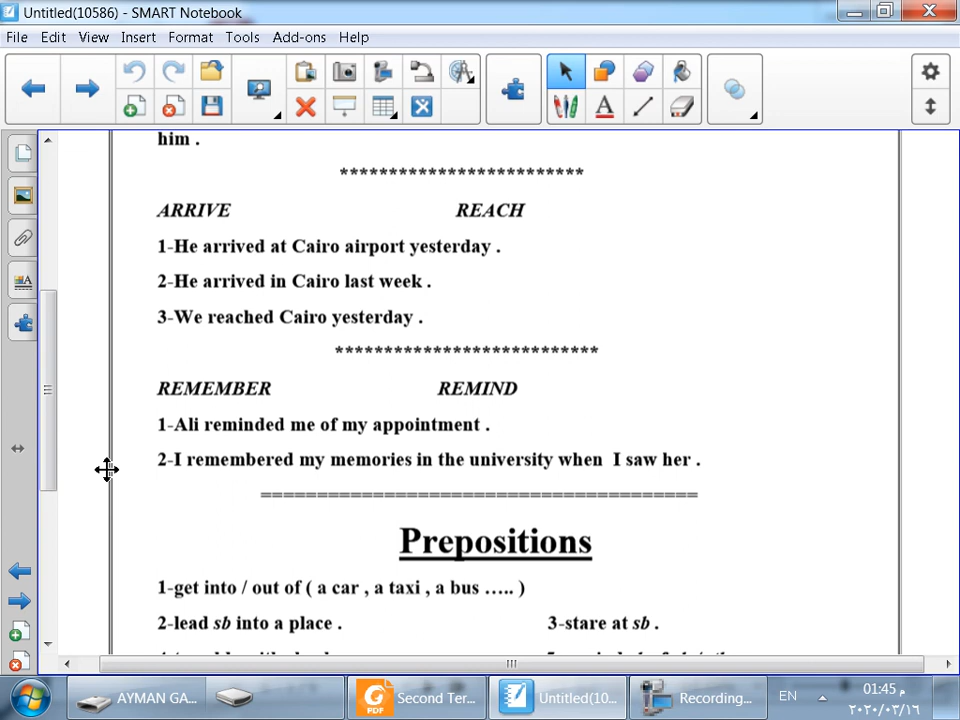 Untitled(10586) - SMART Notebook
File Edit View Insert Format Tools Add-ons Help
him .
*************************
ARRIVE REACH
1-He arrived at Cairo airport yesterday .
2-He arrived in Cairo last week .
3-We reached Cairo yesterday .
***************************
REMEMBER REMIND
1-Ali reminded me of my appointment .
2-I remembered my memories in the university when I saw her .
=======================================
Prepositions
1-get into / out of ( a car , a taxi , a bus ….. )
2-lead sb into a place . 3-stare at sb .
AYMAN GA... PDF Second Ter... Untitled(10... Recording... EN 01:45 م
٢٠٢٠/٠٣/١٦